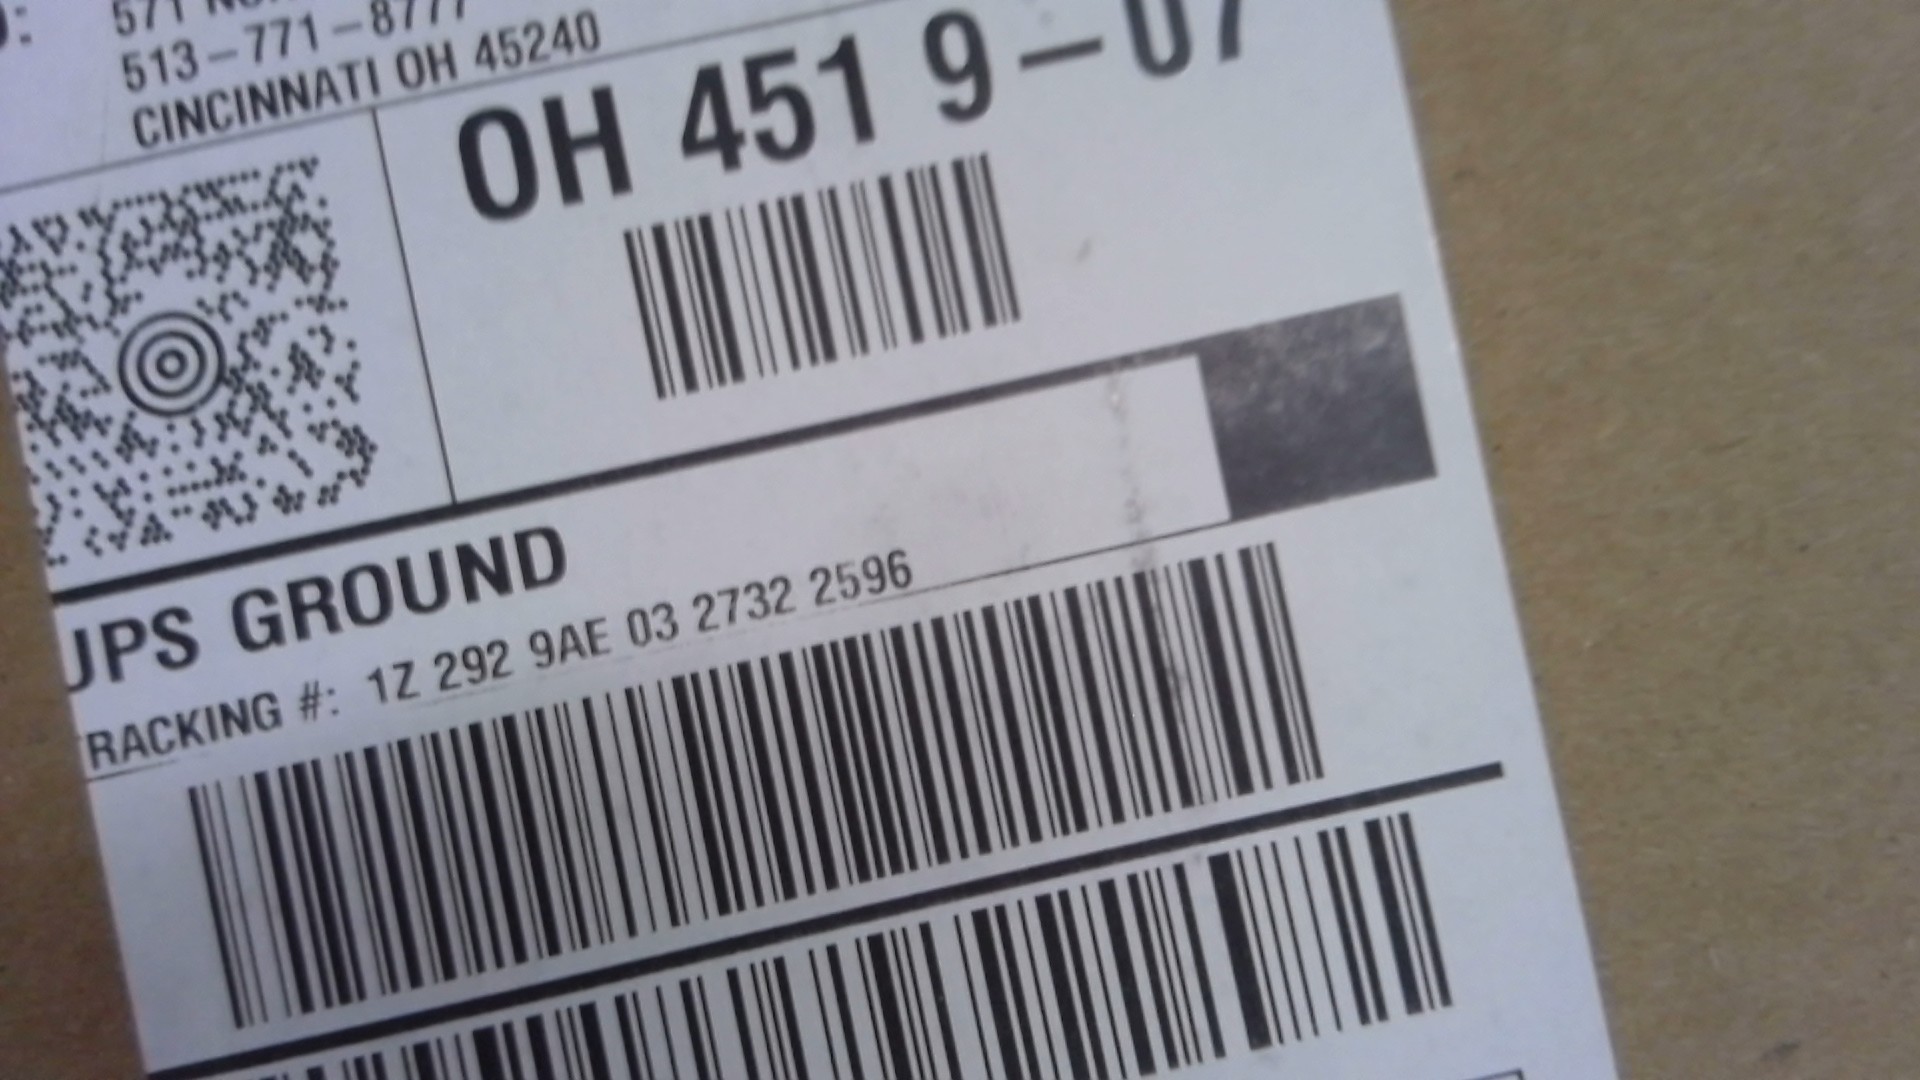 571
513-771-8777
CINCINNATI OH 45240
OH 451 9-07
UPS GROUND
TRACKING #: 1Z 292 9AE 03 2732 2596